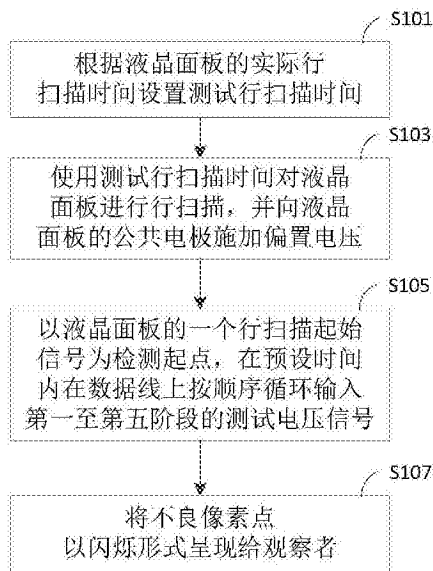 S101
根据液晶面板的实际行
扫描时间设置测试行扫描时间
S103
使用测试行扫描时间对液晶
面板进行行扫描，并向液晶
面板的公共电极施加偏置电压
S105
以液晶面板的一个行扫描起始
信号为检测起点，在预设时间
内在数据线上按顺序循环输入
第一至第五阶段的测试电压信号
S107
将不良像素点
以闪烁形式呈现给观察者